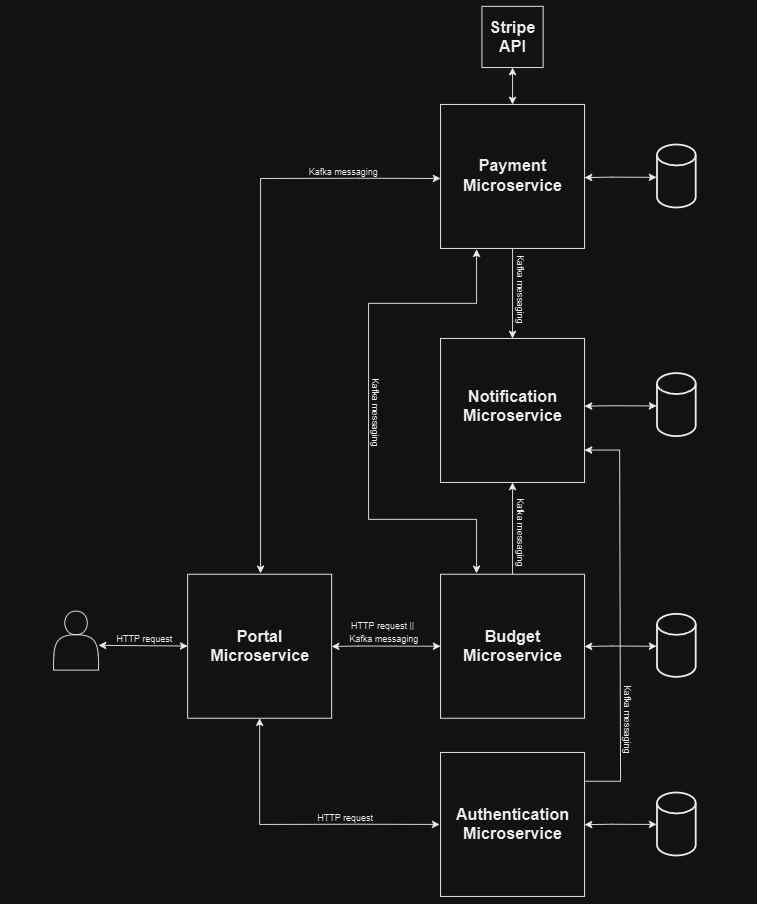 Stripe
API
Payment
Microservice
Kafka messaging
Kafka messaging
Notification
Microservice
Kafka messaging
Kafka messaging
HTTP request
Portal
Microservice
HTTP request ||
Kafka messaging
Budget
Microservice
Kafka messaging
HTTP request
Authentication
Microservice